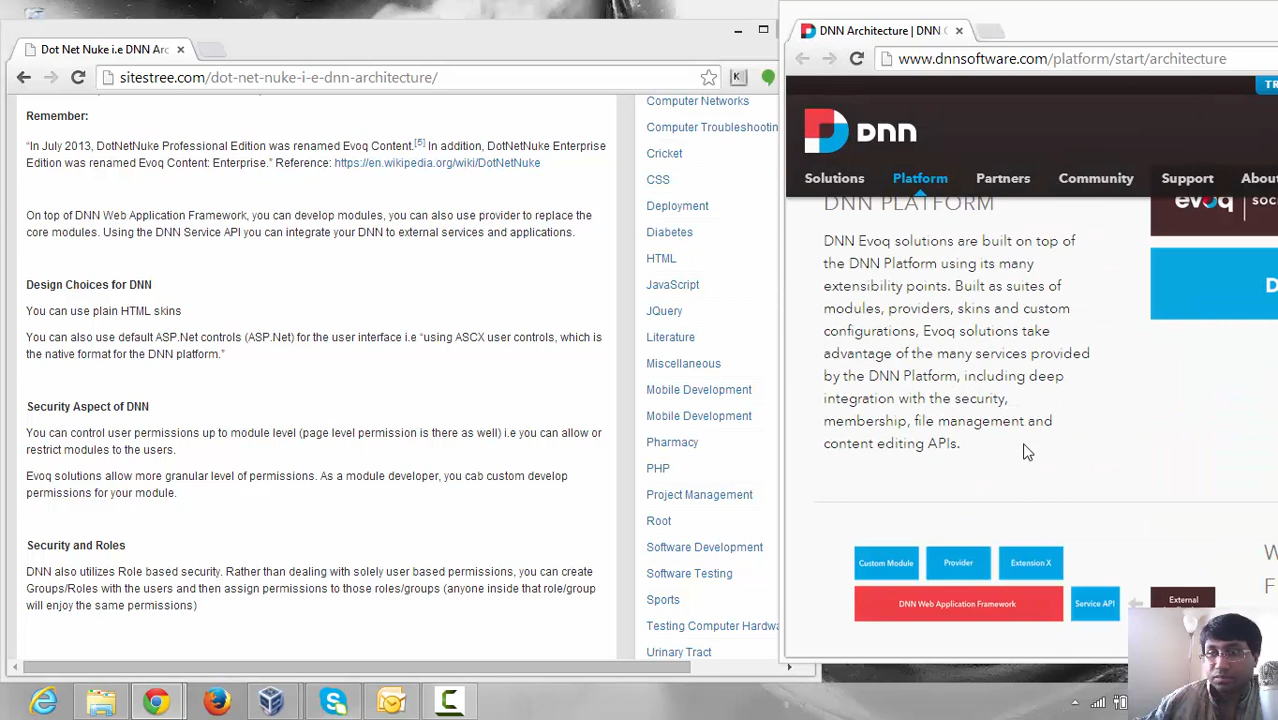 Dot Net Nuke i.e DNN Arc
sitestree.com/dot-net-nuke-i-e-dnn-architecture/
Remember:
“In July 2013, DotNetNuke Professional Edition was renamed Evoq Content.[5] In addition, DotNetNuke Enterprise
Edition was renamed Evoq Content: Enterprise.” Reference: https://en.wikipedia.org/wiki/DotNetNuke
On top of DNN Web Application Framework, you can develop modules, you can also use provider to replace the
core modules. Using the DNN Service API you can integrate your DNN to external services and applications.
Design Choices for DNN
You can use plain HTML skins
You can also use default ASP.Net controls (ASP.Net) for the user interface i.e “using ASCX user controls, which is
the native format for the DNN platform.”
Security Aspect of DNN
You can control user permissions up to module level (page level permission is there as well) i.e you can allow or
restrict modules to the users.
Evoq solutions allow more granular level of permissions. As a module developer, you cab custom develop
permissions for your module.
Security and Roles
DNN also utilizes Role based security. Rather then dealing with solely user based permissions, you can create
Groups/Roles with the users and then assign permissions to those roles/groups (anyone inside that role/group
will enjoy the same permissions)
Computer Networks
Computer Troubleshootin
Cricket
CSS
Deployment
Diabetes
HTML
JavaScript
JQuery
Literature
Miscellaneous
Mobile Development
Mobile Development
Pharmacy
PHP
Project Management
Root
Software Development
Software Testing
Sports
Testing Computer Hardwa
Urinary Tract
DNN Architecture | DNN
www.dnnsoftware.com/platform/start/architecture
TR
DNN
Solutions Platform Partners Community Support About
DNN PLATFORM
evoq SOC
DNN Evoq solutions are built on top of
the DNN Platform using its many
extensibility points. Built as suites of
modules, providers, skins and custom
configurations, Evoq solutions take
advantage of the many services provided
by the DNN Platform, including deep
integration with the security,
membership, file management and
content editing APIs.
D
W
F
Custom Module Provider Extension X
DNN Web Application Framework Service API External